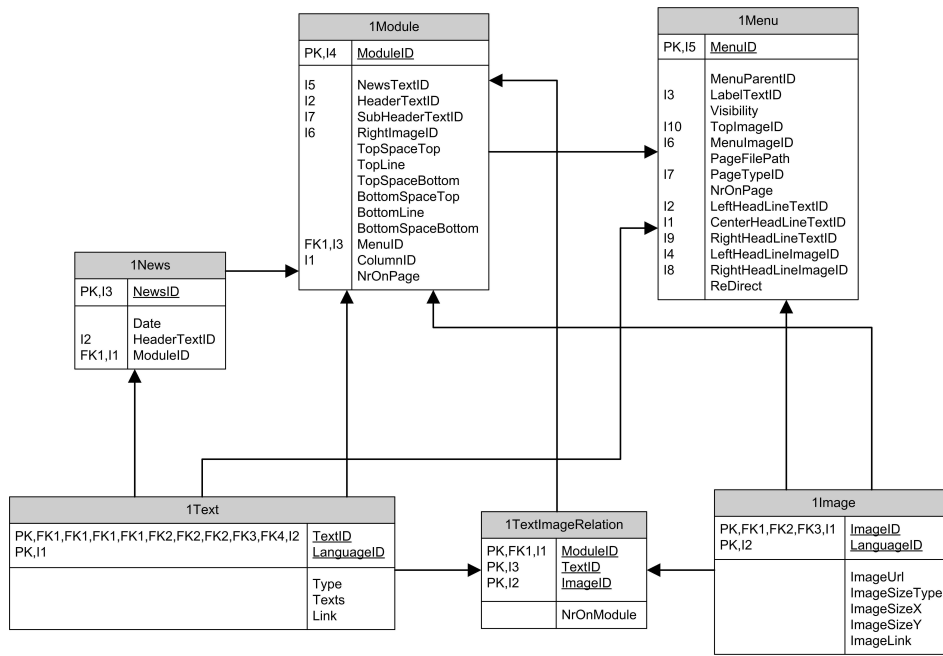 1Module
PK,I4 ModuleID
I5 NewsTextID
I2 HeaderTextID
I7 SubHeaderTextID
I6 RightImageID
TopSpaceTop
TopLine
TopSpaceBottom
BottomSpaceTop
BottomLine
BottomSpaceBottom
FK1,I3 MenuID
I1 ColumnID
NrOnPage
1Menu
PK,I5 MenuID
MenuParentID
I3 LabelTextID
Visibility
I10 TopImageID
I6 MenuImageID
PageFilePath
I7 PageTypeID
NrOnPage
I2 LeftHeadLineTextID
I1 CenterHeadLineTextID
I9 RightHeadLineTextID
I4 LeftHeadLineImageID
I8 RightHeadLineImageID
ReDirect
1News
PK,I3 NewsID
Date
I2 HeaderTextID
FK1,I1 ModuleID
1Text
PK,FK1,FK1,FK1,FK1,FK2,FK2,FK2,FK3,FK4,I2 TextID
PK,I1 LanguageID
Type
Texts
Link
1TextImageRelation
PK,FK1,I1 ModuleID
PK,I3 TextID
PK,I2 ImageID
NrOnModule
1Image
PK,FK1,FK2,FK3,I1 ImageID
PK,I2 LanguageID
ImageUrl
ImageSizeType
ImageSizeX
ImageSizeY
ImageLink